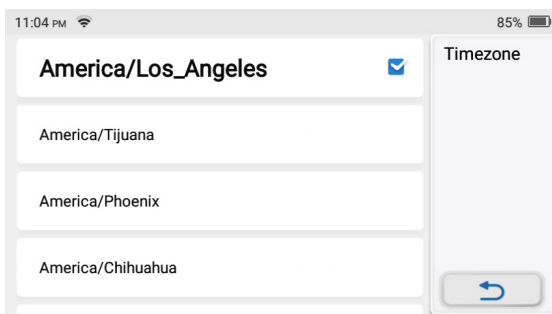 11:04 PM
85%
America/Los_Angeles
Timezone
America/Tijuana
America/Phoenix
America/Chihuahua